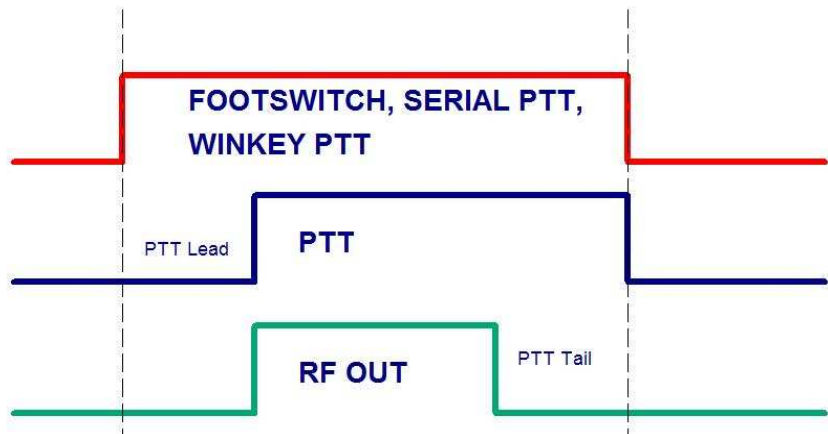 FOOTSWITCH, SERIAL PTT,
WINKEY PTT
PTT Lead
PTT
RF OUT
PTT Tail